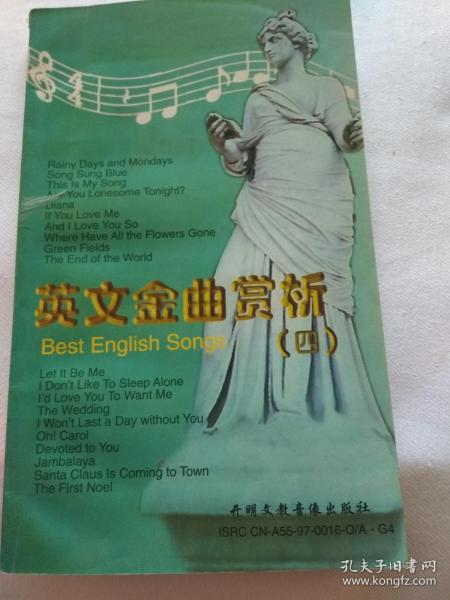 Rainy Days and Mondays
Song Sung Blue
This Is My Song
Are You Lonesome Tonight?
Diana
If You Love Me
And I Love You So
Where Have All the Flowers Gone
Green Fields
The End of the World
英文金曲赏析
Best English Songs
（四）
Let It Be Me
I Don't Like To Sleep Alone
I'd Love You To Want Me
The Wedding
I Won't Last a Day without You
Oh! Carol
Devoted to You
Jambalaya
Santa Claus Is Coming to Town
The First Noel
开明文教音像出版社
ISRC CN-A55-97-0016-O/A - G4
孔夫子旧书网
www.kongfz.com